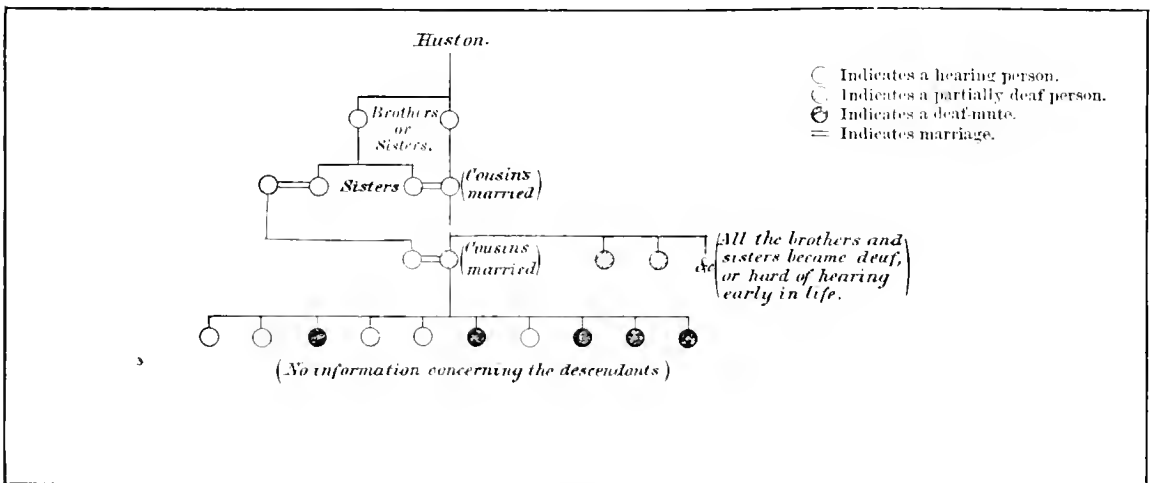 Huston.
Indicates a hearing person.
Indicates a partially deaf person.
Indicates a deaf-mute.
= Indicates marriage.
Brothers
or
Sisters.
Sisters
(Cousins
married)
(Cousins
married)
etc
(All the brothers and
sisters became deaf,
or hard of hearing
early in life.)
(No information concerning the descendants)